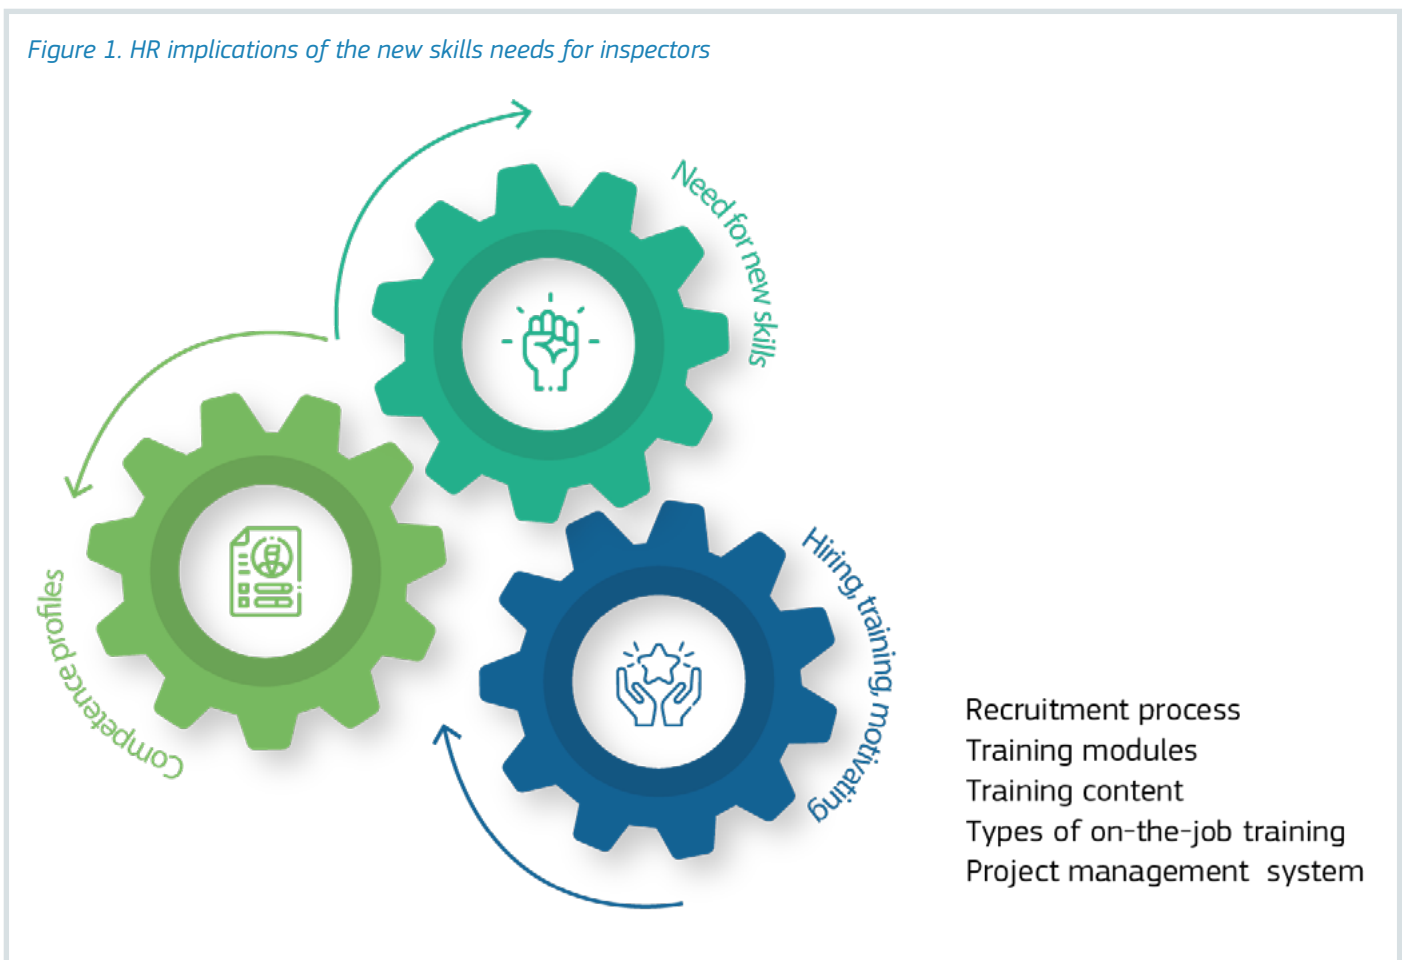 Figure 1. HR implications of the new skills needs for inspectors
Need for new skills
Competence profiles
Hiring, training, motivating
Recruitment process
Training modules
Training content
Types of on-the-job training
Project management system